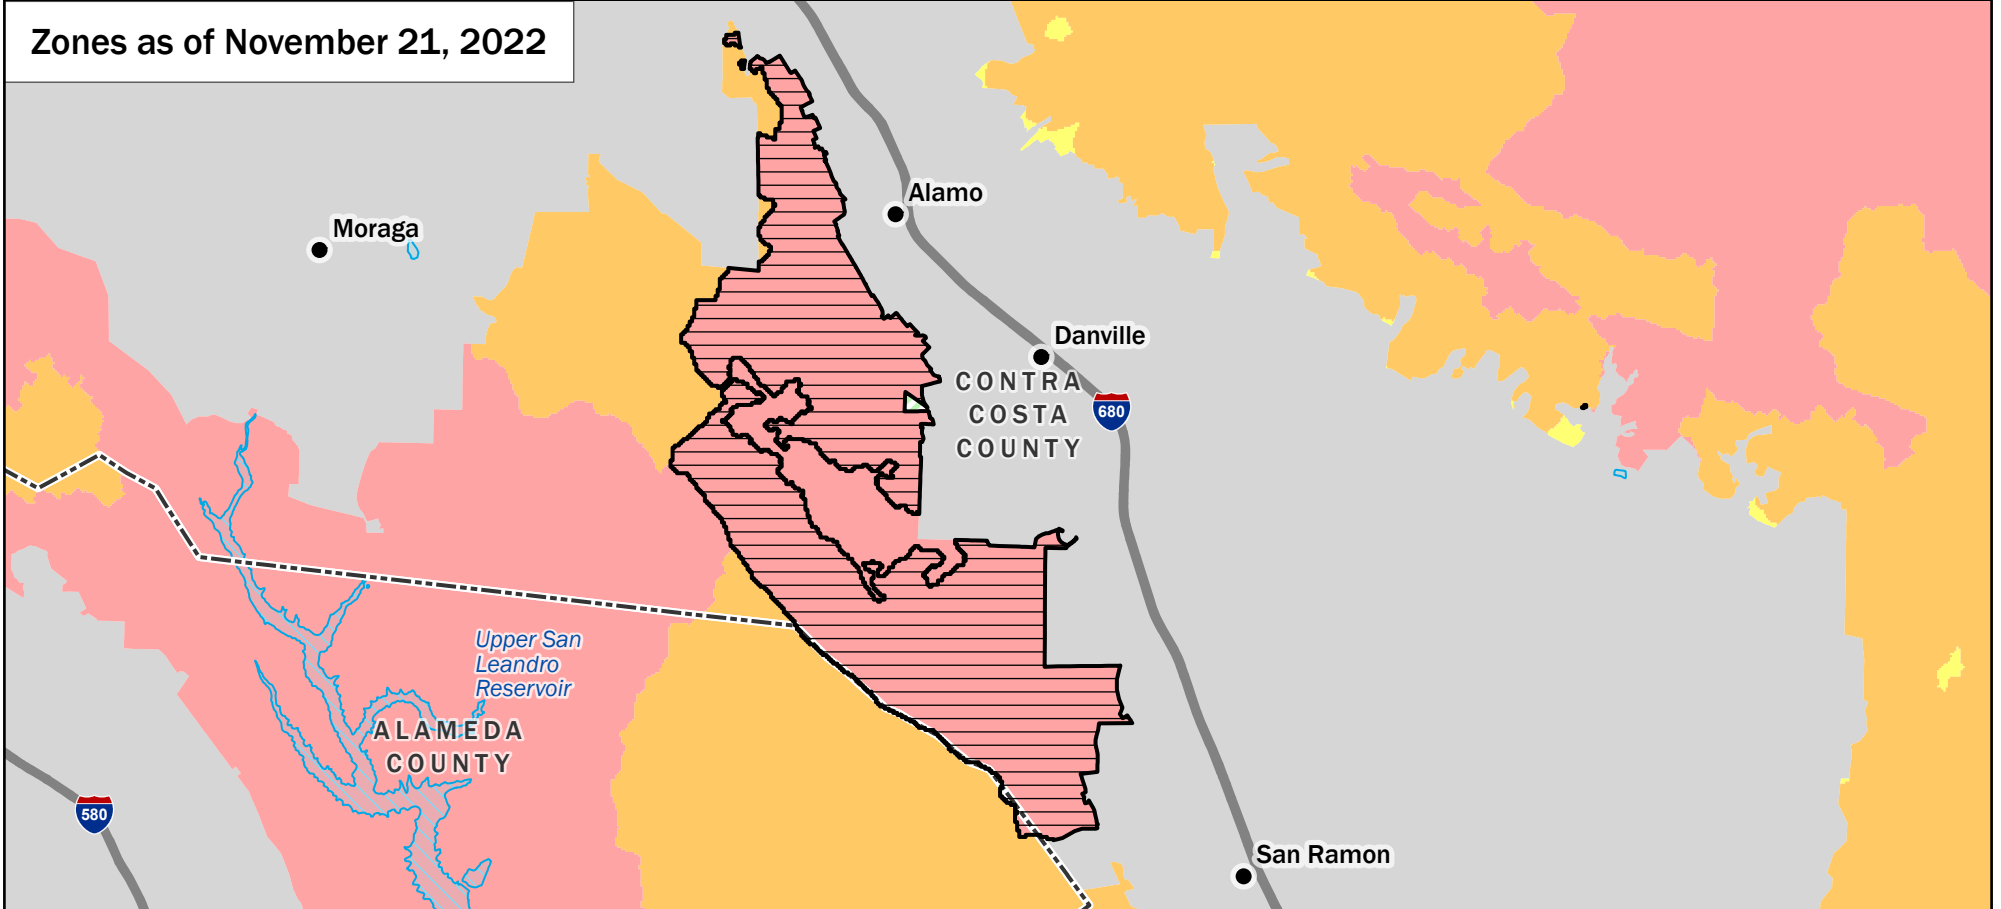 Zones as of November 21, 2022
Alamo
Moraga
Danville
CONTRA
COSTA
COUNTY
680
Upper San
Leandro
Reservoir
ALAMEDA
COUNTY
580
San Ramon